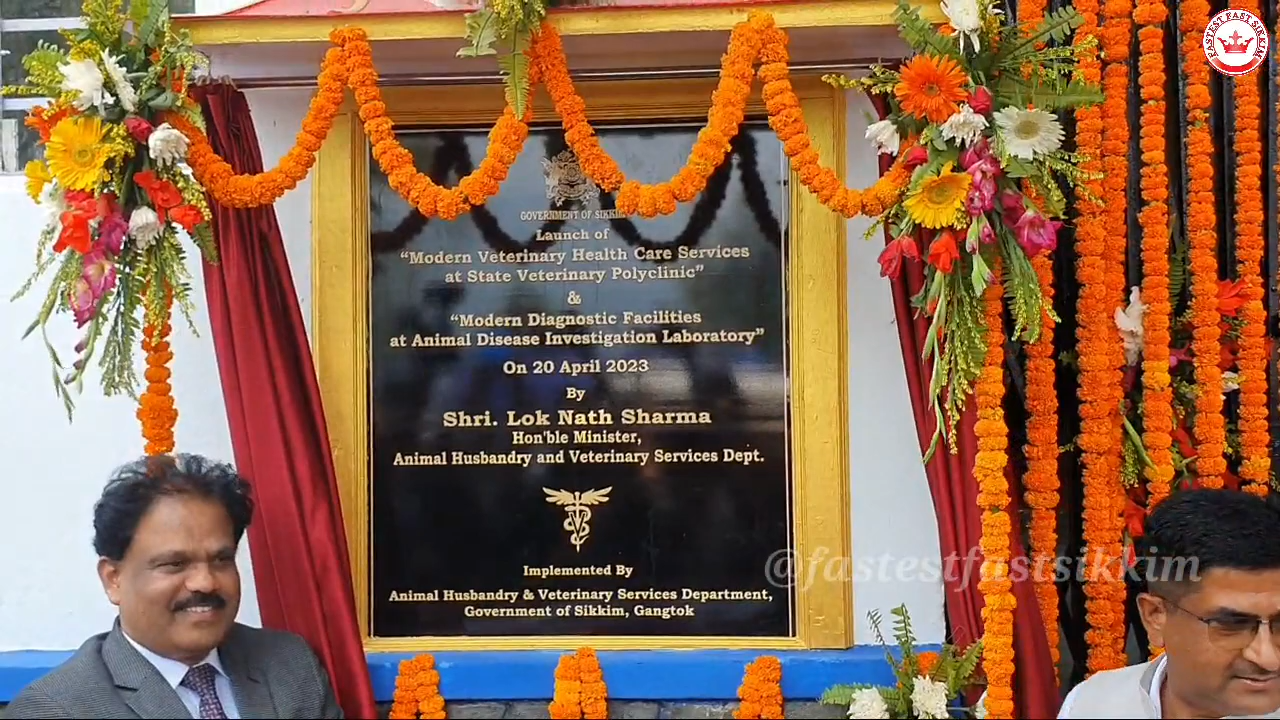 FASTEST FAST SIKKIM
GOVERNMENT OF SIKKIM
Launch of
“Modern Veterinary Health Care Services
at State Veterinary Polyclinic”
&
“Modern Diagnostic Facilities
at Animal Disease Investigation Laboratory”
On 20 April 2023
By
Shri. Lok Nath Sharma
Hon'ble Minister,
Animal Husbandry and Veterinary Services Dept.
V
@fastestfastsikkim
Implemented By
Animal Husbandry & Veterinary Services Department,
Government of Sikkim, Gangtok